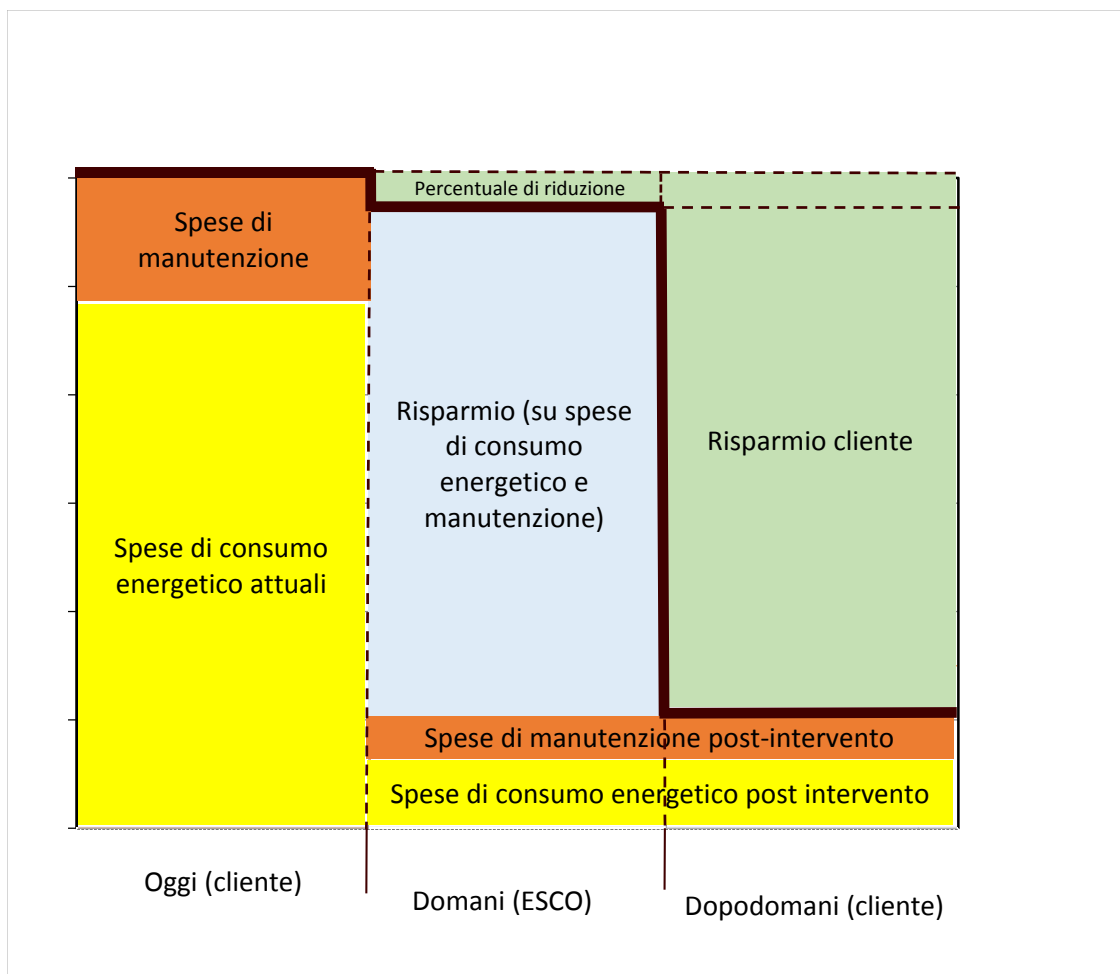 Percentuale di riduzione
Spese di
manutenzione
Risparmio (su spese
di consumo
energetico e
manutenzione)
Risparmio cliente
Spese di consumo
energetico attuali
Spese di manutenzione post-intervento
Spese di consumo energetico post intervento
Oggi (cliente)
Domani (ESCO)
Dopodomani (cliente)